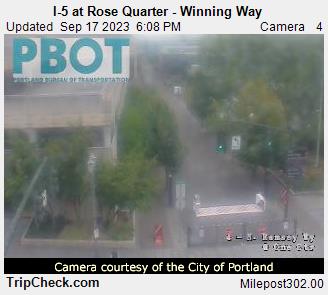 I-5 at Rose Quarter - Winning Way
Updated Sep 17 2023 6:08 PM Camera 4
PBOT
PORTLAND BUREAU OF TRANSPORTATION
Camera courtesy of the City of Portland
TripCheck.com Milepost302.00